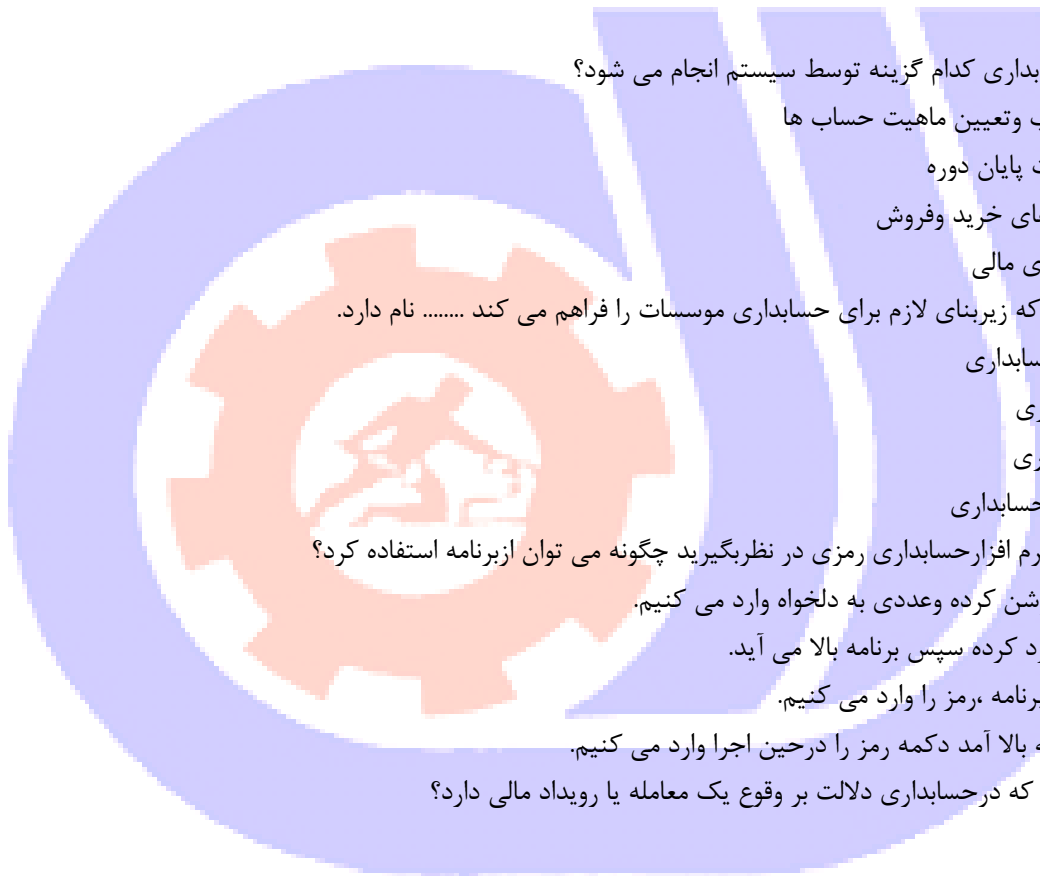 بداری کدام گزینه توسط سیستم انجام می شود؟
وتعیین ماهیت حساب ها
پایان دوره
ای خرید وفروش
ی مالی
که زیربنای لازم برای حسابداری موسسات را فراهم می کند ........ نام دارد.
سابداری
ری
ری
حسابداری
رم افزارحسابداری رمزی در نظربگیرید چگونه می توان ازبرنامه استفاده کرد؟
شن کرده وعددی به دلخواه وارد می کنیم.
د کرده سپس برنامه بالا می آید.
برنامه ،رمز را وارد می کنیم.
ه بالا آمد دکمه رمز را درحین اجرا وارد می کنیم.
که درحسابداری دلالت بر وقوع یک معامله یا رویداد مالی دارد؟